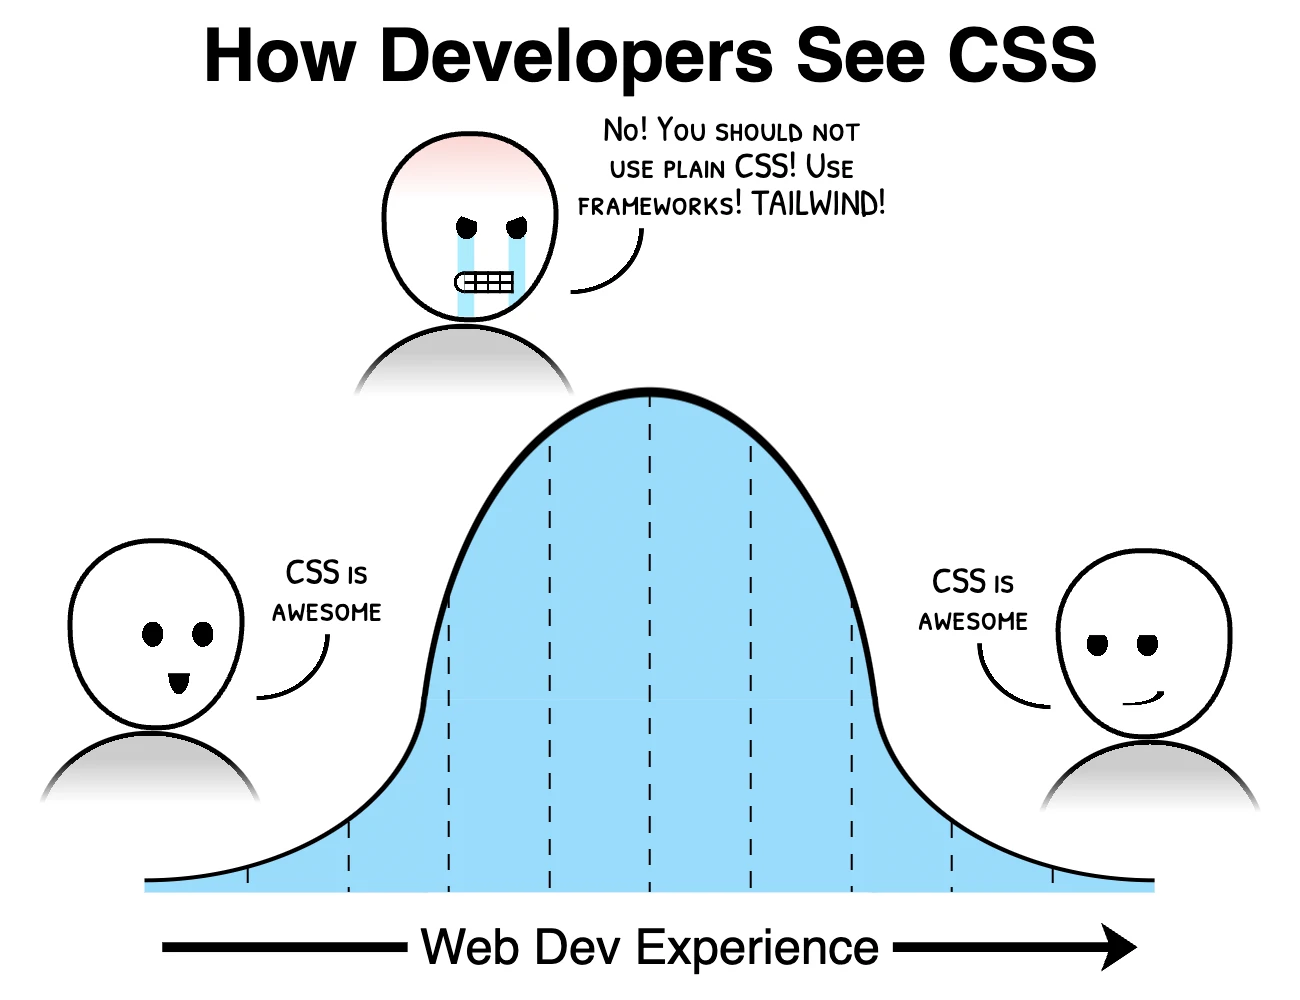 How Developers See CSS
No! You should not
use plain CSS! Use
frameworks! TAILWIND!
CSS is
awesome
CSS is
awesome
Web Dev Experience